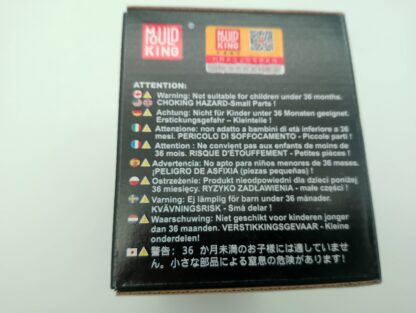 MOULD KING
MOULD KING
ATTENTION:
Warning: Not suitable for children under 36 months.
CHOKING HAZARD-Small Parts !
Achtung: Nicht für Kinder unter 36 Monaten geeignet.
Erstickungsgefahr – Kleinteile !
Attenzione: non adatto a bambini di età inferiore a 36
mesi. PERICOLO DI SOFFOCAMENTO - Piccole parti !
Attention : Ne convient pas aux enfants de moins de
36 mois. RISQUE D'ÉTOUFFEMENT - Petites pièces !
Advertencia: No apto para niños menores de 36 meses.
¡PELIGRO DE ASFIXIA (piezas pequeñas) !
Ostrzeżenie: Produkt nieodpowiedni dla dzieci poniżej
36 miesięcy. RYZYKO ZADŁAWIENIA - małe części !
Varning: Ej lämplig för barn under 36 månader.
KVÄVNINGSRISK - Små delar !
Waarschuwing: Niet geschikt voor kinderen jonger
dan 36 maanden. VERSTIKKINGSGEVAAR – Kleine
onderdelen!
警告: 36 か月未満のお子様には適していませ
ん。小さな部品による窒息の危険があります!